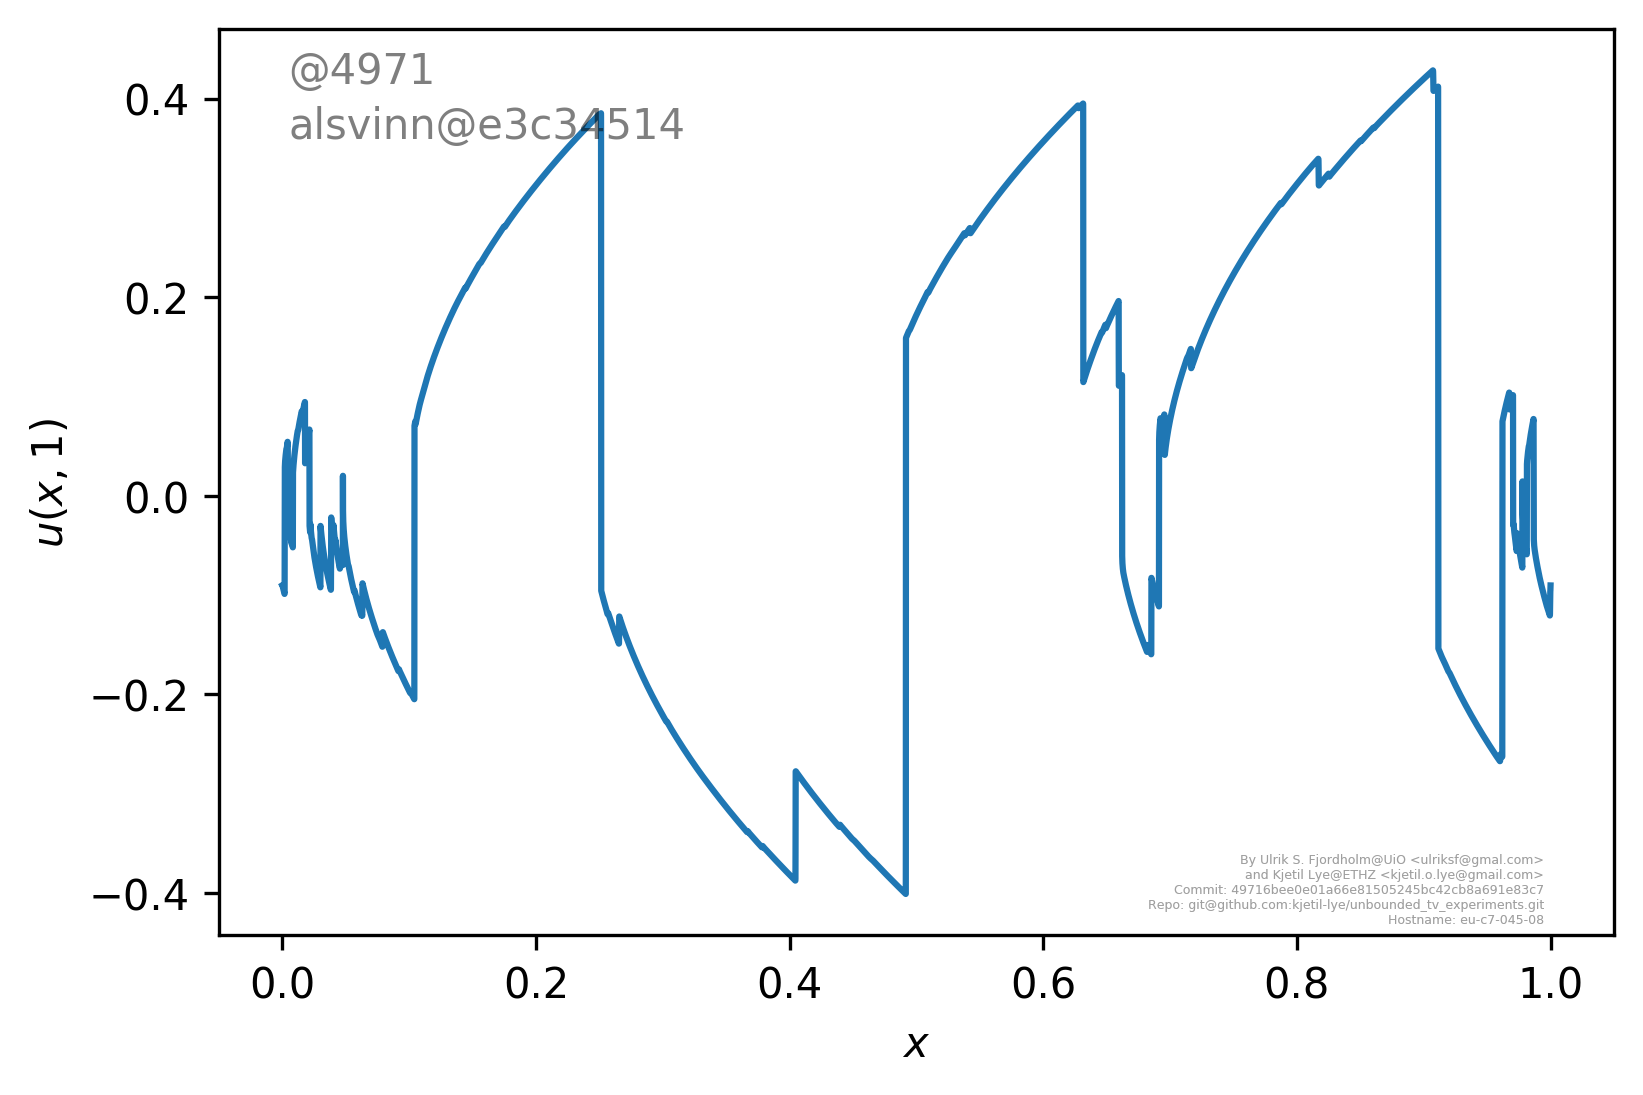 @4971
alsvinn@e3c34514
0.4
0.2
0.0
−0.2
−0.4
u(x, 1)
By Ulrik S. Fjordholm@UiO <ulriksf@gmal.com>
and Kjetil Lye@ETHZ <kjetil.o.lye@gmail.com>
Commit: 49716bee0e01a66e81505245bc42cb8a691e83c7
Repo: git@github.com:kjetil-lye/unbounded_tv_experiments.git
Hostname: eu-c7-045-08
0.0 0.2 0.4 0.6 0.8 1.0
x